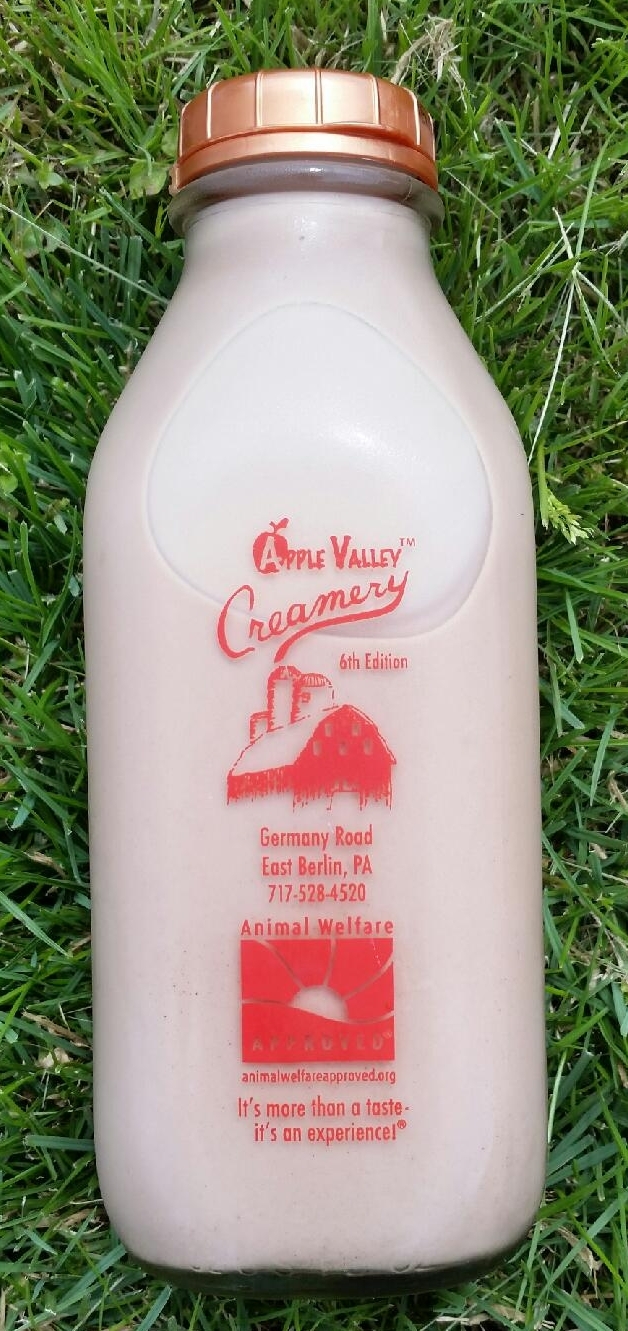 Apple Valley™
Creamery
6th Edition
Germany Road
East Berlin, PA
717-528-4520
Animal Welfare
APPROVED®
animalwelfareapproved.org
It's more than a taste-
it's an experience!®